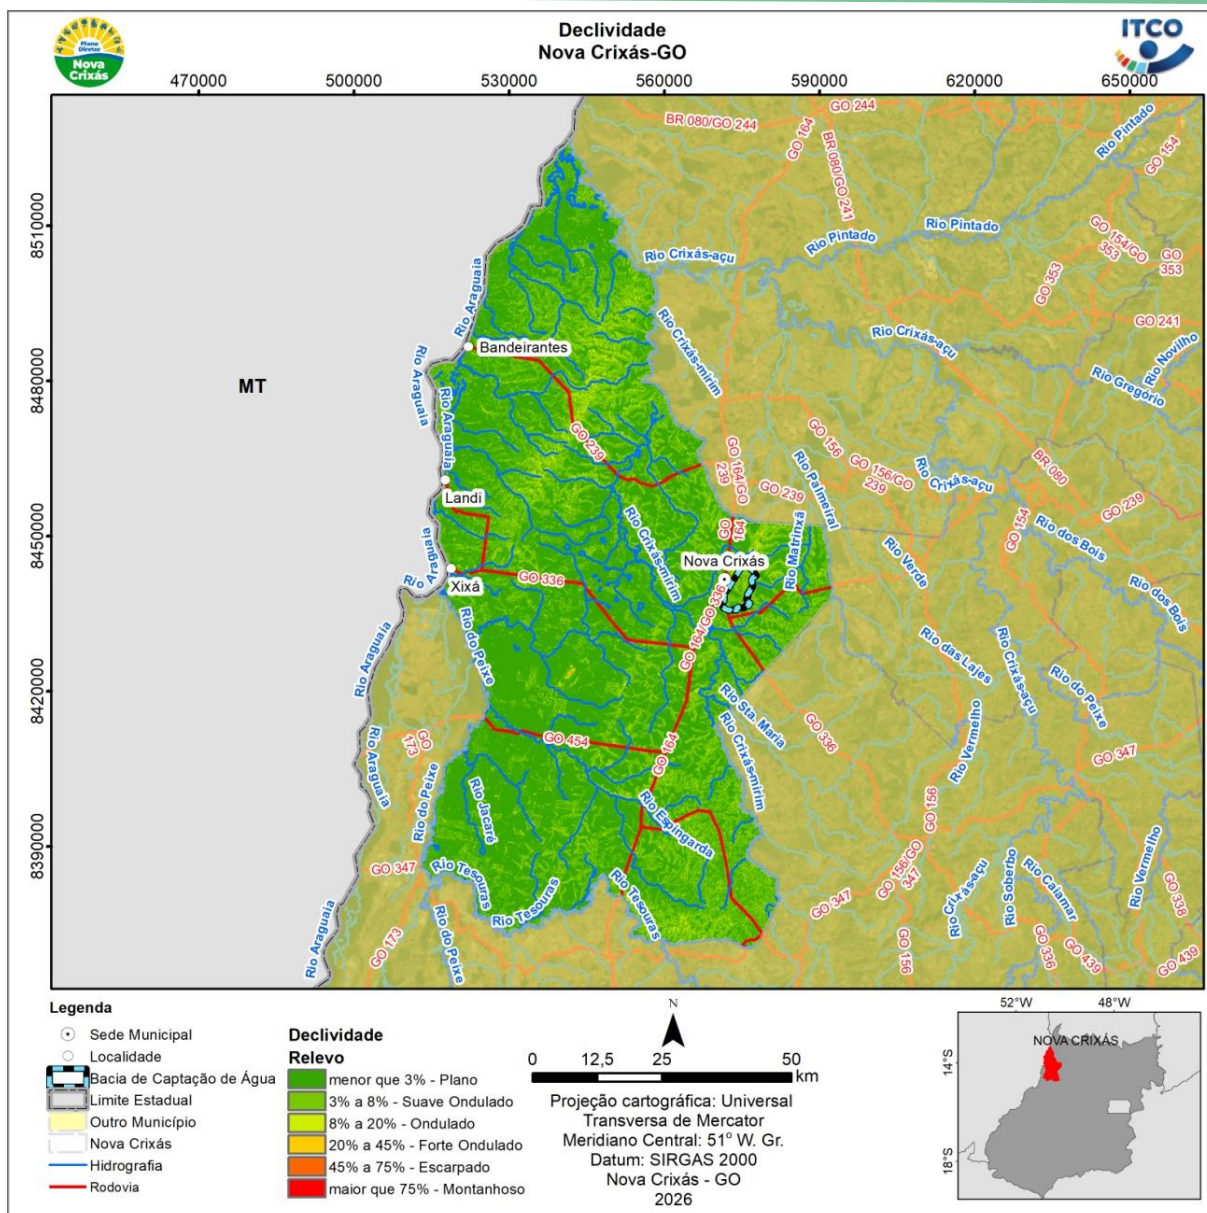 Plano
Diretor
Nova
Crixás
Declividade
Nova Crixás-GO
ITCO
470000
500000
530000
560000
590000
620000
650000
8510000
8480000
8450000
8420000
8390000
BR 080/GO 244
GO 244
GO 164
BR 080/GO 241
Rio Pintado
GO 154
Rio Pintado
Rio Pintado
GO 154/GO
353
GO
353
Rio Crixás-açu
GO 353
GO 241
Rio Araguaia
Rio Crixás-mirim
Rio Crixás-açu
Rio Novilho
Rio Gregório
Bandeirantes
MT
Rio Araguaia
Rio Araguaia
GO 239
GO 156
GO 164/GO
239
GO 156/GO
239
Rio Crixás-açu
BR 080
GO 239
GO 239
Rio Palmeiral
Landi
GO
164
GO 154
Rio dos Bois
Rio Crixás-mirim
Rio Matrinxã
Rio Verde
Nova Crixás
Rio Araguaia
Xixá
GO 336
GO 164/GO 336
Rio dos Bois
Rio do Peixe
Rio Araguaia
Rio das Lajes
Rio Crixás-açu
Rio do Peixe
Rio Sta. Maria
GO 336
Rio Vermelho
GO 454
GO 164
Rio Crixás-mirim
GO
173
GO 347
Rio Araguaia
Rio do Peixe
Rio Jacaré
Rio Espingarda
GO 156
GO 156/GO
347
Rio Vermelho
GO 347
Rio Tesouras
Rio Tesouras
Rio Tesouras
GO 347
Rio Crixás-açu
Rio Soberbo
Rio Caiamar
GO 338
Rio Araguaia
GO 173
Rio do Peixe
GO 156
GO 336
GO 439
GO 439
Legenda
Sede Municipal
Localidade
Bacia de Captação de Água
Limite Estadual
Outro Município
Nova Crixás
Hidrografia
Rodovia
Declividade
Relevo
menor que 3% - Plano
3% a 8% - Suave Ondulado
8% a 20% - Ondulado
20% a 45% - Forte Ondulado
45% a 75% - Escarpado
maior que 75% - Montanhoso
N
0 12,5 25 50
km
Projeção cartográfica: Universal
Transversa de Mercator
Meridiano Central: 51° W. Gr.
Datum: SIRGAS 2000
Nova Crixás - GO
2026
52°W
48°W
14°S
18°S
NOVA CRIXÁS